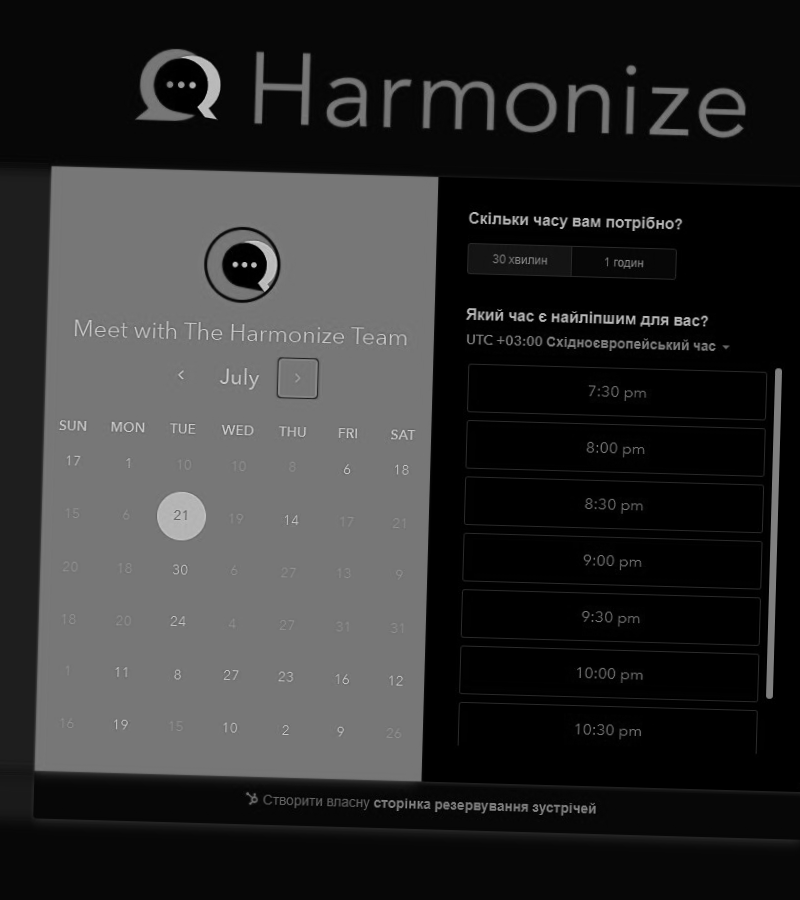 Harmonize
Meet with The Harmonize Team
July
SUN MON TUE WED THU FRI SAT
17 1 10 10 8 6 18
15 6 21 19 14 17 21
20 18 30 6 27 13 9
18 20 24 4 27 31 31
1 11 8 27 23 16 12
16 19 15 10 2 9 26
Скільки часу вам потрібно?
30 хвилин 1 годин
Який час є найліпшим для вас?
UTC +03:00 Східноєвропейський час
7:30 pm
8:00 pm
8:30 pm
9:00 pm
9:30 pm
10:00 pm
10:30 pm
Створити власну сторінка резервування зустрічей